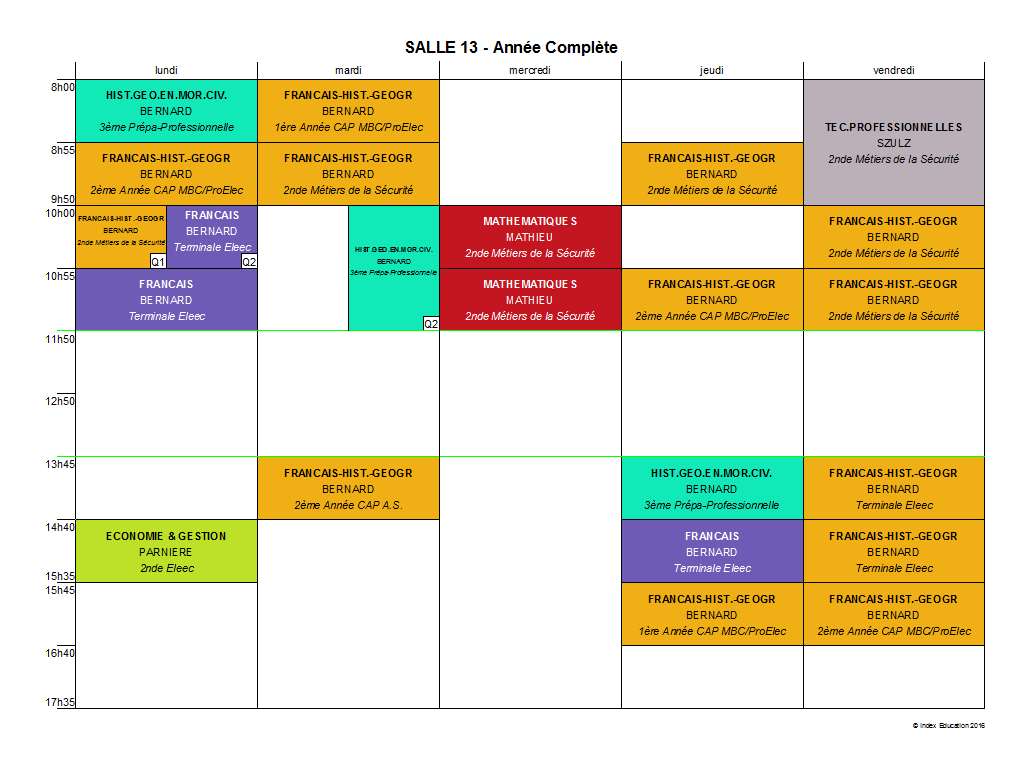 SALLE 13 - Année Complète
lundi
mardi
mercredi
jeudi
vendredi
8h00
HIST.GEO.EN.MOR.CIV.
BERNARD
3ème Prépa-Professionnelle
FRANCAIS-HIST.-GEOGR
BERNARD
1ère Année CAP MBC/ProElec
TEC.PROFESSIONNELLES
SZULZ
2nde Métiers de la Sécurité
8h55
FRANCAIS-HIST.-GEOGR
BERNARD
2ème Année CAP MBC/ProElec
FRANCAIS-HIST.-GEOGR
BERNARD
2nde Métiers de la Sécurité
FRANCAIS-HIST.-GEOGR
BERNARD
2nde Métiers de la Sécurité
9h50
10h00
FRANCAIS-HIST.-GEOGR
BERNARD
2nde Métiers de la Sécurité
Q1
FRANCAIS
BERNARD
Terminale Eleec
Q2
HIST.GEO.EN.MOR.CIV.
BERNARD
3ème Prépa-Professionnelle
Q2
MATHEMATIQUES
MATHIEU
2nde Métiers de la Sécurité
FRANCAIS-HIST.-GEOGR
BERNARD
2nde Métiers de la Sécurité
10h55
FRANCAIS
BERNARD
Terminale Eleec
MATHEMATIQUES
MATHIEU
2nde Métiers de la Sécurité
FRANCAIS-HIST.-GEOGR
BERNARD
2ème Année CAP MBC/ProElec
FRANCAIS-HIST.-GEOGR
BERNARD
2nde Métiers de la Sécurité
11h50
12h50
13h45
FRANCAIS-HIST.-GEOGR
BERNARD
2ème Année CAP A.S.
HIST.GEO.EN.MOR.CIV.
BERNARD
3ème Prépa-Professionnelle
FRANCAIS-HIST.-GEOGR
BERNARD
Terminale Eleec
14h40
ECONOMIE & GESTION
PARNIERE
2nde Eleec
FRANCAIS
BERNARD
Terminale Eleec
FRANCAIS-HIST.-GEOGR
BERNARD
Terminale Eleec
15h35
15h45
FRANCAIS-HIST.-GEOGR
BERNARD
1ère Année CAP MBC/ProElec
FRANCAIS-HIST.-GEOGR
BERNARD
2ème Année CAP MBC/ProElec
16h40
17h35
© Index Education 2016